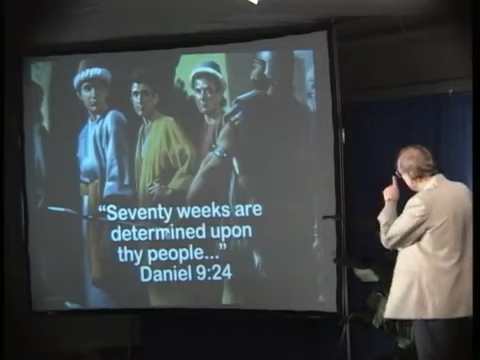 “Seventy weeks are
determined upon
thy people...”
Daniel 9:24